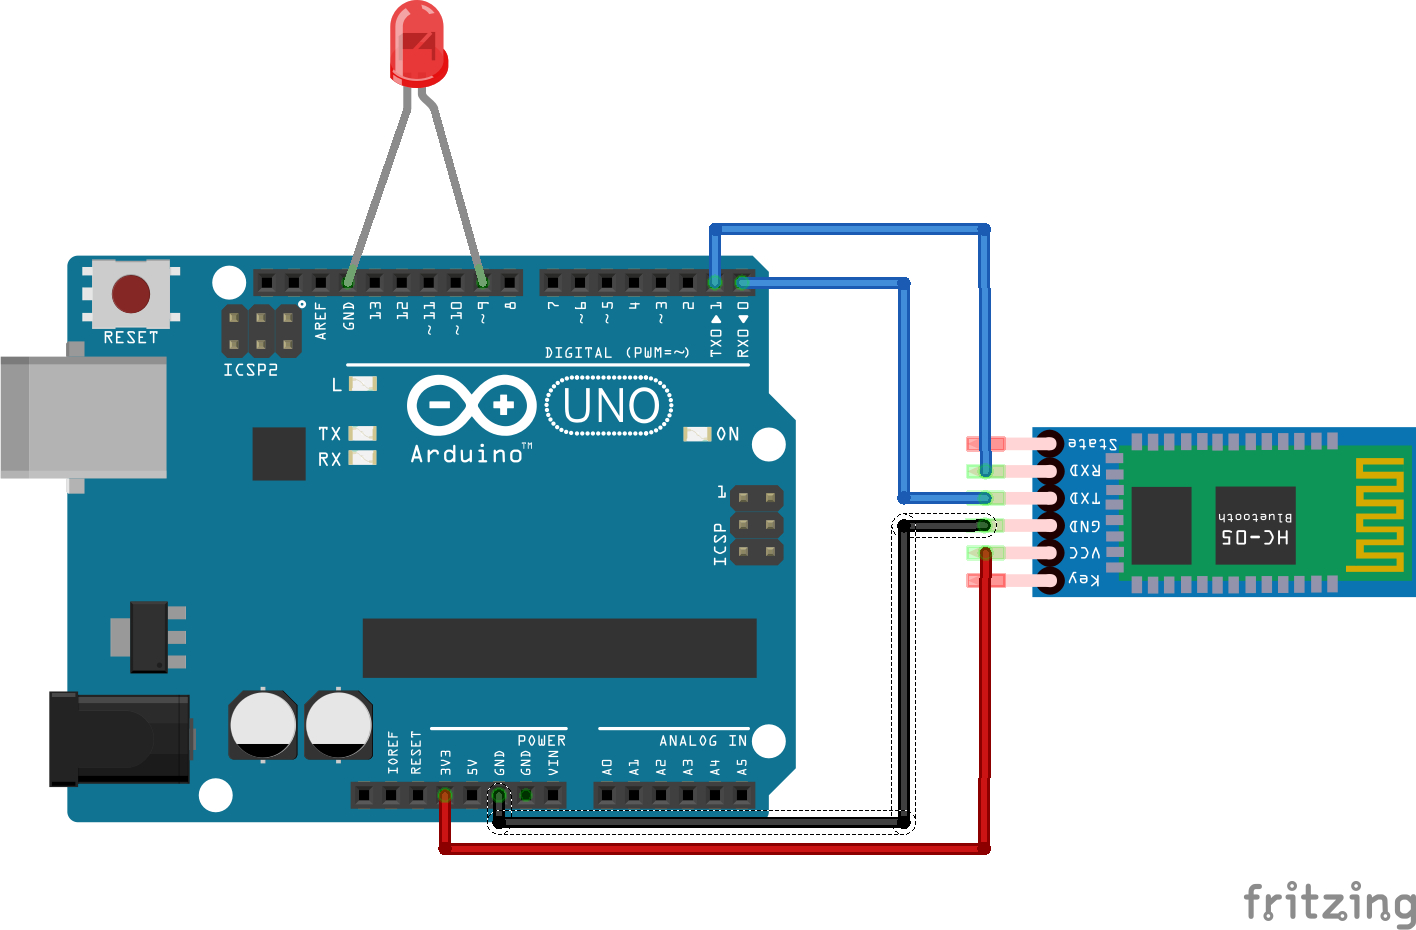 RESET
ICSP2
AREF
GND
13
12
~11
~10
~9
8
7
~6
~5
4
~3
2
TX0▶1
RX0◀0
DIGITAL (PWM=~)
L
TX
RX
Arduino™
UNO
ON
1
ICSP
State
RXD
TXD
GND
VCC
Key
HC-05
Bluetooth
POWER
ANALOG IN
IOREF
RESET
3V3
5V
GND
GND
VIN
A0
A1
A2
A3
A4
A5
fritzing